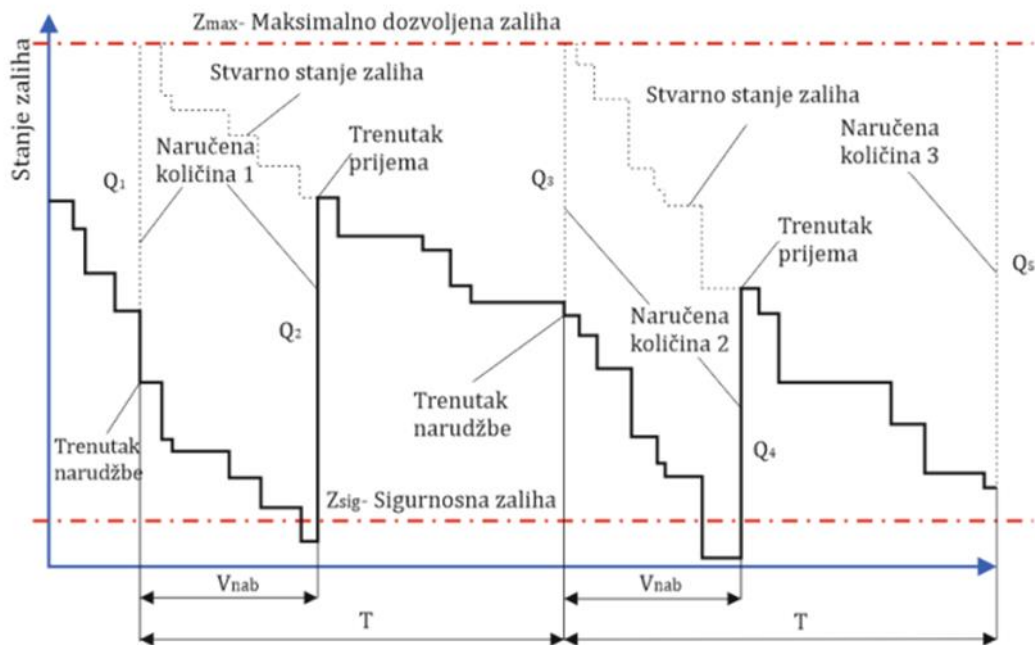 Zmax- Maksimalno dozvoljena zaliha
Stanje zaliha
Stvarno stanje zaliha
Naručena
količina 1
Q1
Trenutak
prijema
Q3
Stvarno stanje zaliha
Naručena
količina 3
Trenutak
prijema
Q5
Q2
Naručena
količina 2
Trenutak
narudžbe
Trenutak
narudžbe
Q4
Zsig- Sigurnosna zaliha
Vnab
Vnab
T
T